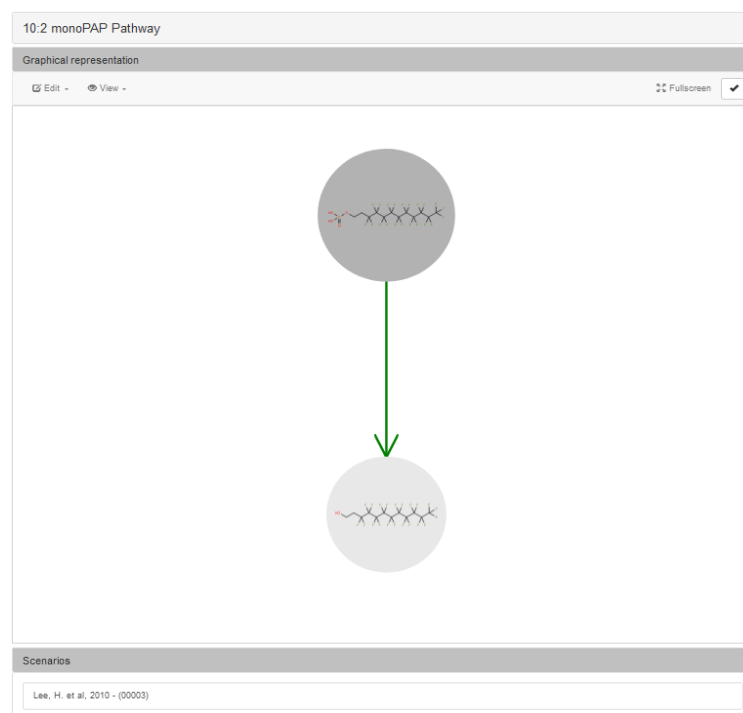 10:2 monoPAP Pathway
Graphical representation
Edit
View
Fullscreen
Scenarios
Lee, H. et al, 2010 - (00003)